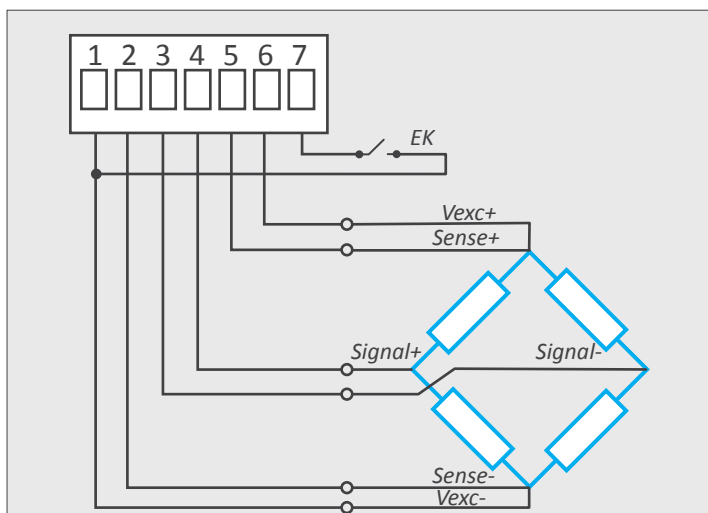 1 2 3 4 5 6 7
EK
Vexc+
Sense+
Signal+ Signal-
Sense-
Vexc-